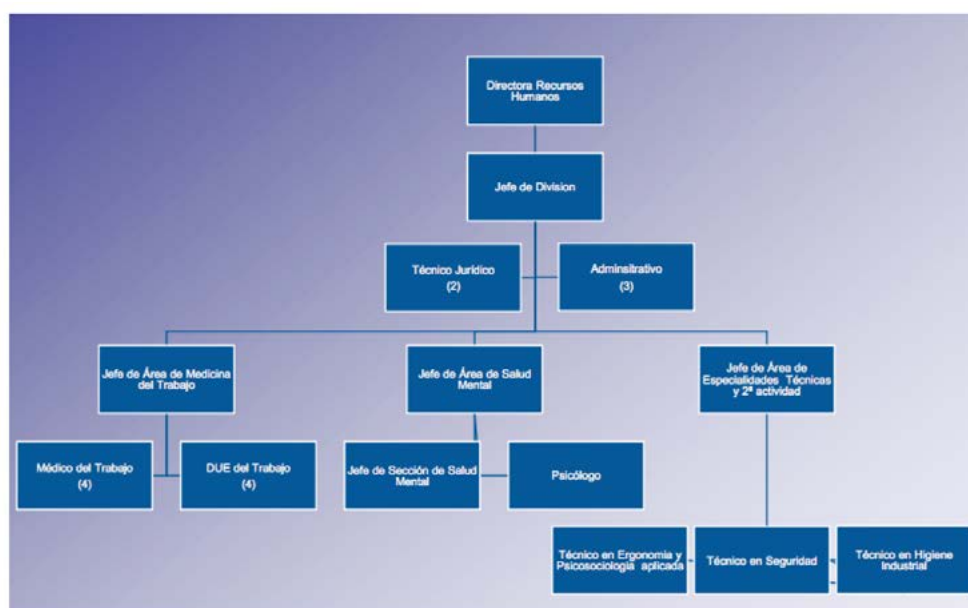 Directora Recursos
Humanos
Jefe de Division
Técnico Jurídico
(2)
Adminsitrativo
(3)
Jefe de Área de Medicina
del Trabajo
Jefe de Área de Salud
Mental
Jefe de Área de
Especialidades Técnicas
y 2ª actividad
Médico del Trabajo
(4)
DUE del Trabajo
(4)
Jefe de Sección de Salud
Mental
Psicólogo
Técnico en Ergonomia y
Psicosociología aplicada
Técnico en Seguridad
Técnico en Higiene
Industrial